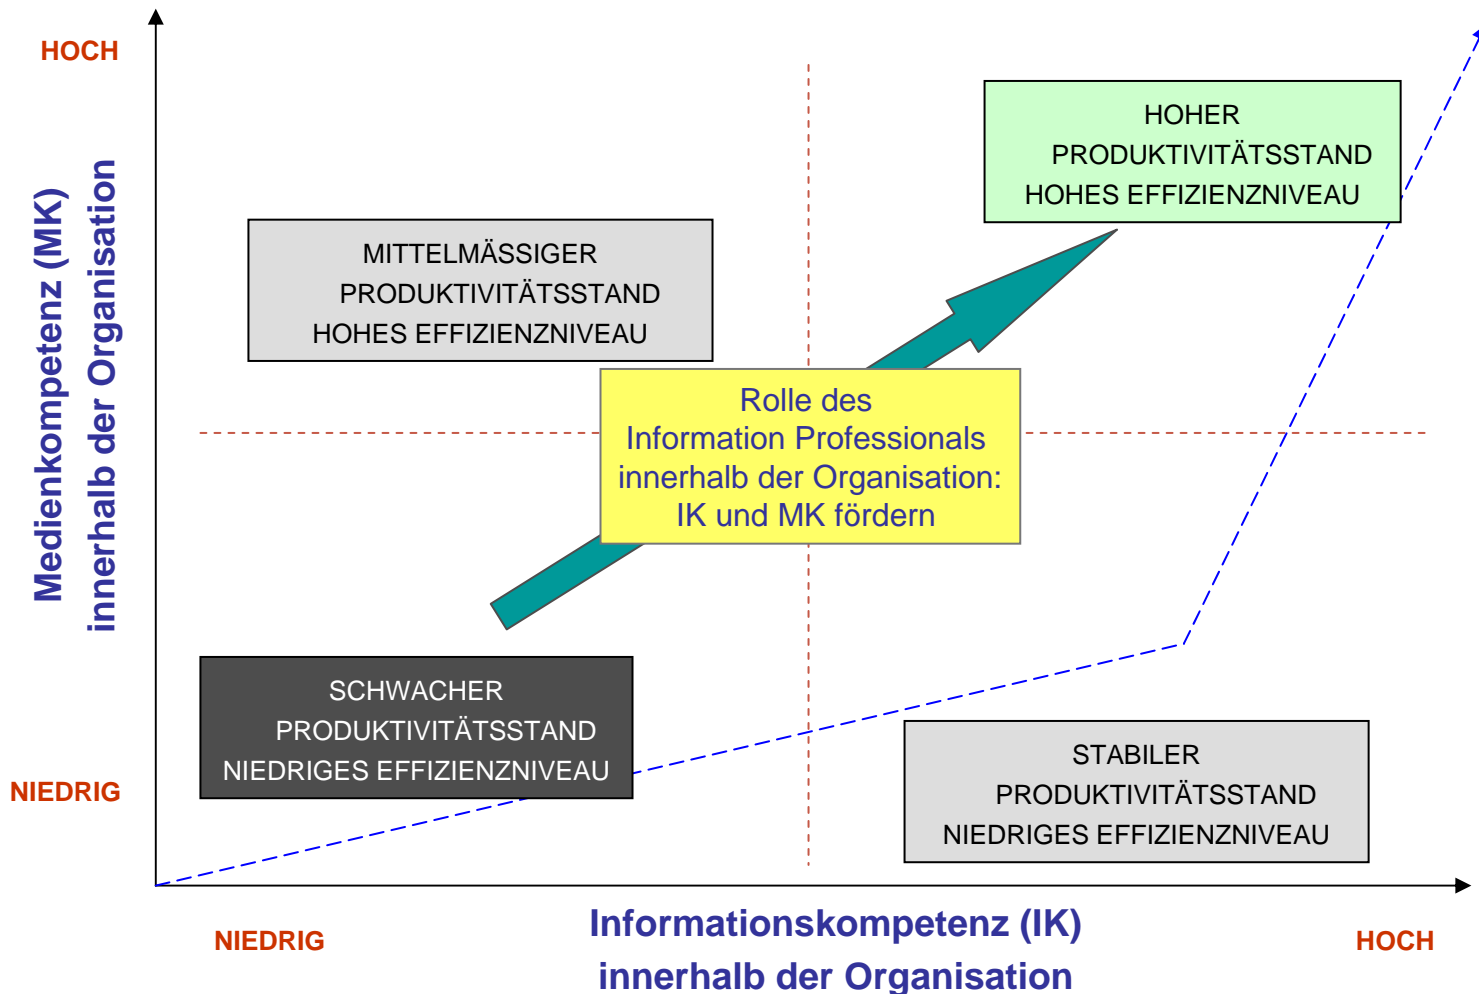 HOCH
Medienkompetenz (MK)
innerhalb der Organisation
NIEDRIG
HOHER
PRODUKTIVITÄTSSTAND
HOHES EFFIZIENZNIVEAU
MITTELMÄSSIGER
PRODUKTIVITÄTSSTAND
HOHES EFFIZIENZNIVEAU
Rolle des
Information Professionals
innerhalb der Organisation:
IK und MK fördern
SCHWACHER
PRODUKTIVITÄTSSTAND
NIEDRIGES EFFIZIENZNIVEAU
STABILER
PRODUKTIVITÄTSSTAND
NIEDRIGES EFFIZIENZNIVEAU
NIEDRIG
Informationskompetenz (IK)
innerhalb der Organisation
HOCH